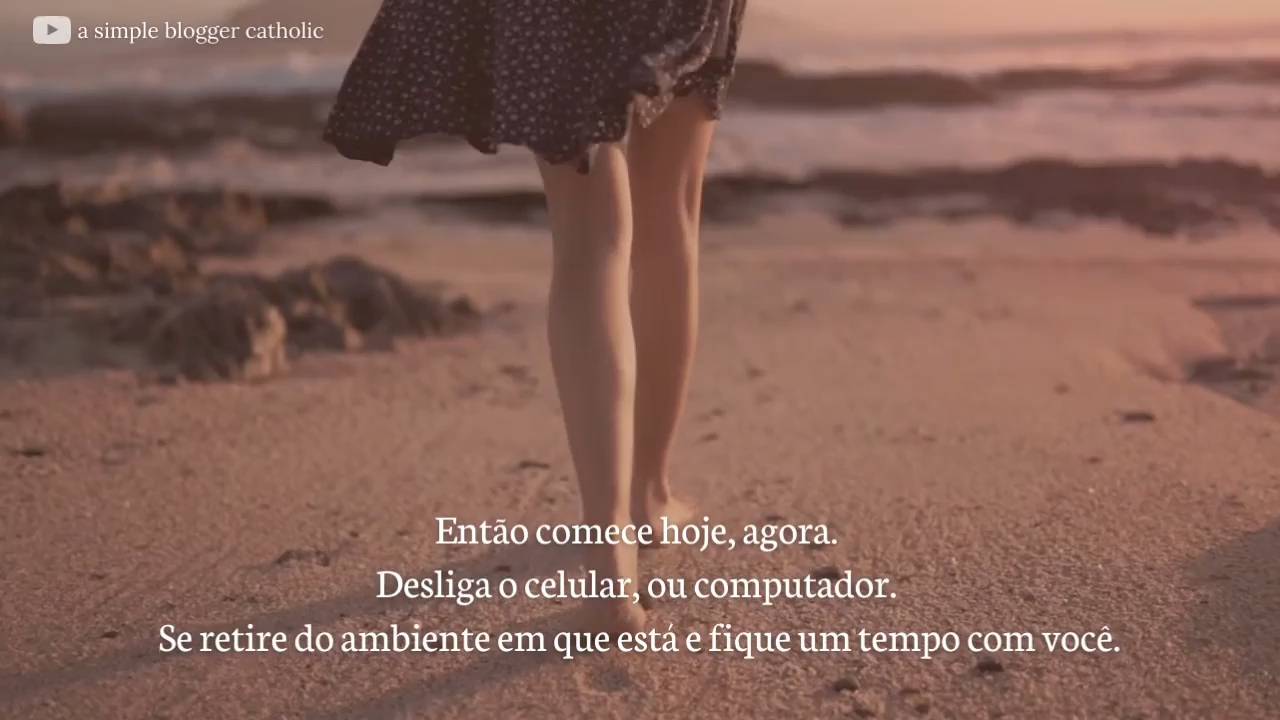 a simple blogger catholic
Então comece hoje, agora.
Desliga o celular, ou computador.
Se retire do ambiente em que está e fique um tempo com você.